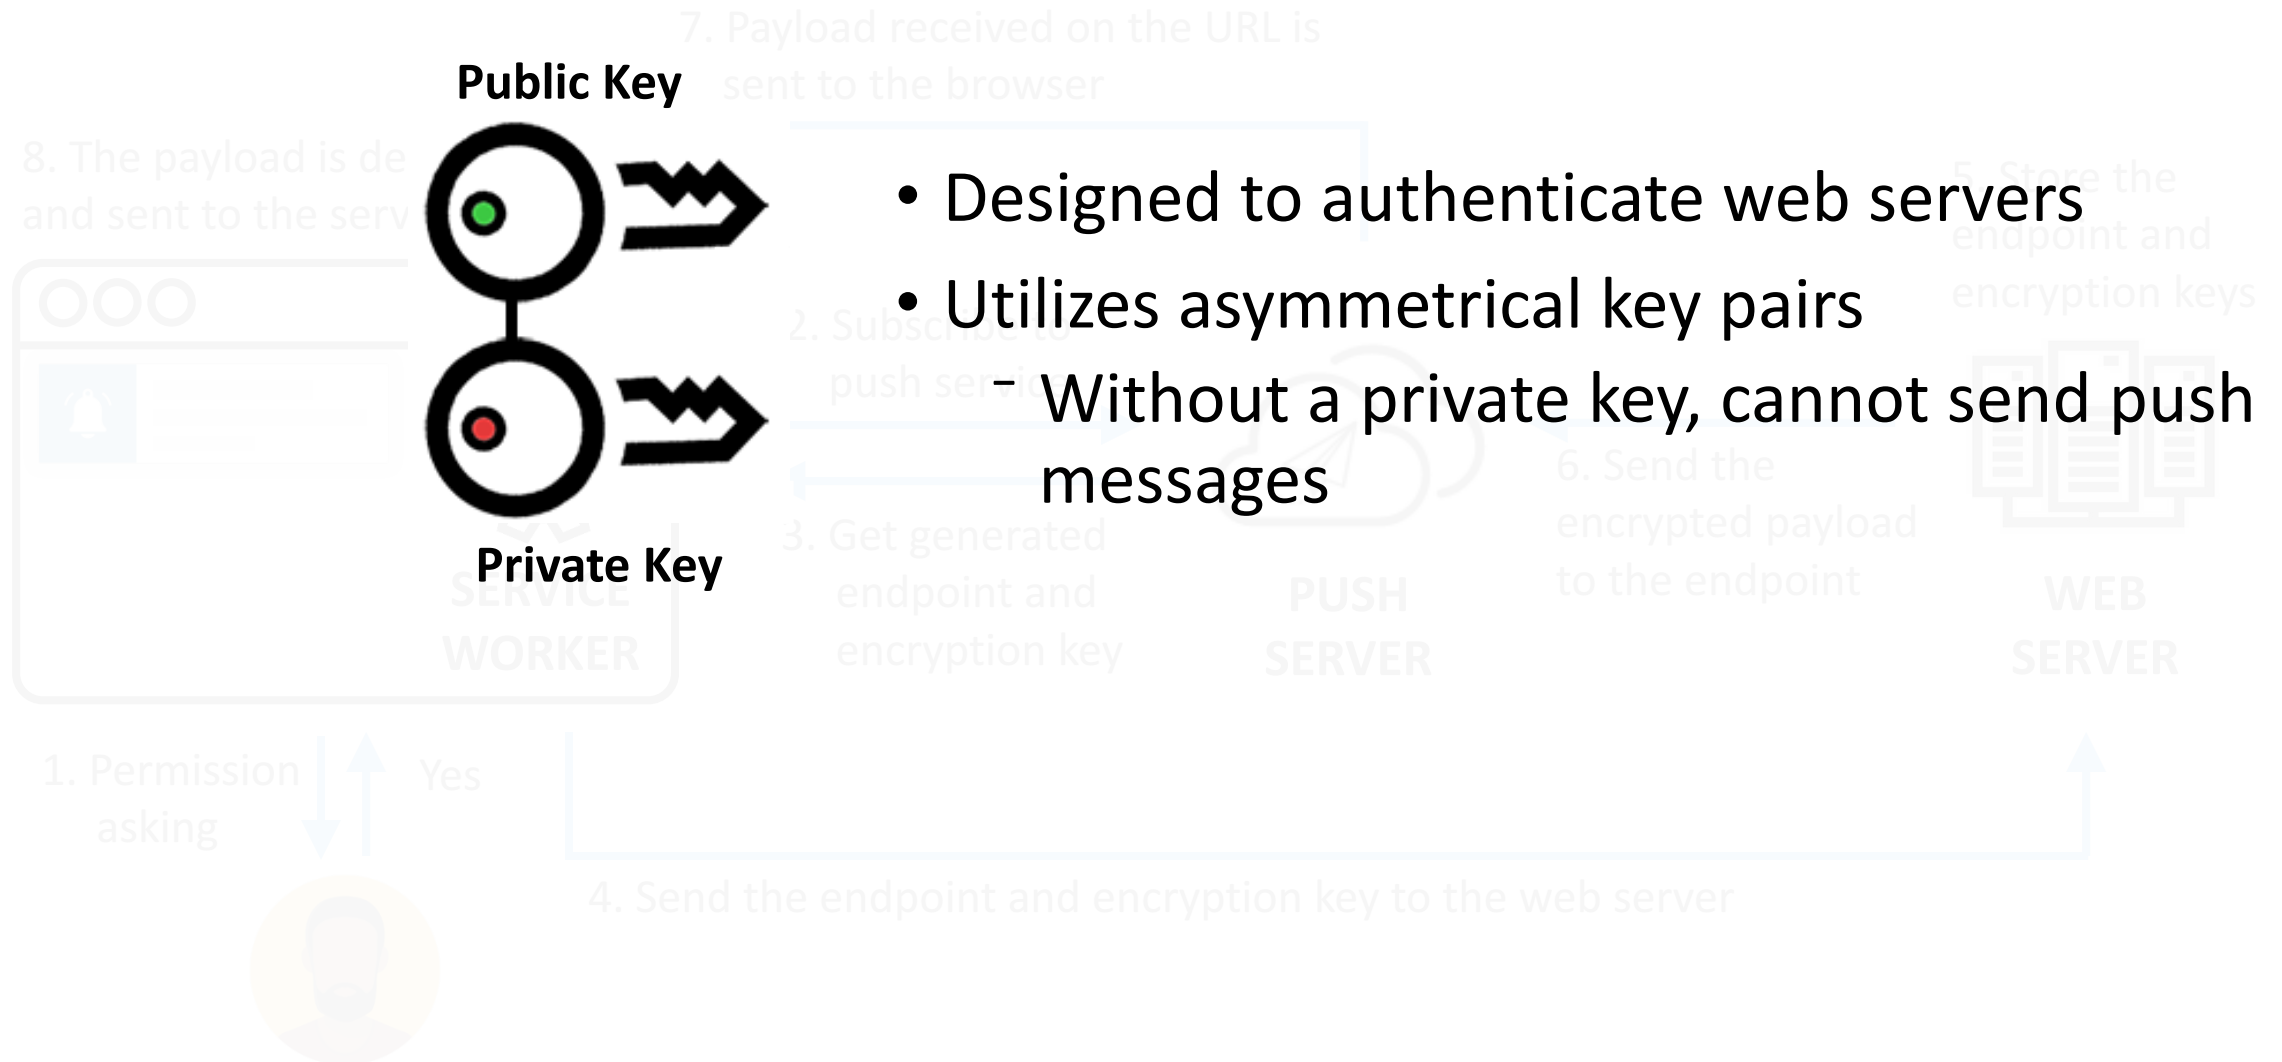 7. Payload received on the URL is
sent to the browser
Public Key
8. The payload is de
and sent to the serv
• Designed to authenticate web servers
• Utilizes asymmetrical key pairs
- Without a private key, cannot send push
messages
Private Key
5. Store the
endpoint and
encryption keys
2. Subscribe to
push service
3. Get generated
endpoint and
encryption key
6. Send the
encrypted payload
to the endpoint
SERVICE
WORKER
PUSH
SERVER
WEB
SERVER
1. Permission
asking
Yes
4. Send the endpoint and encryption key to the web server